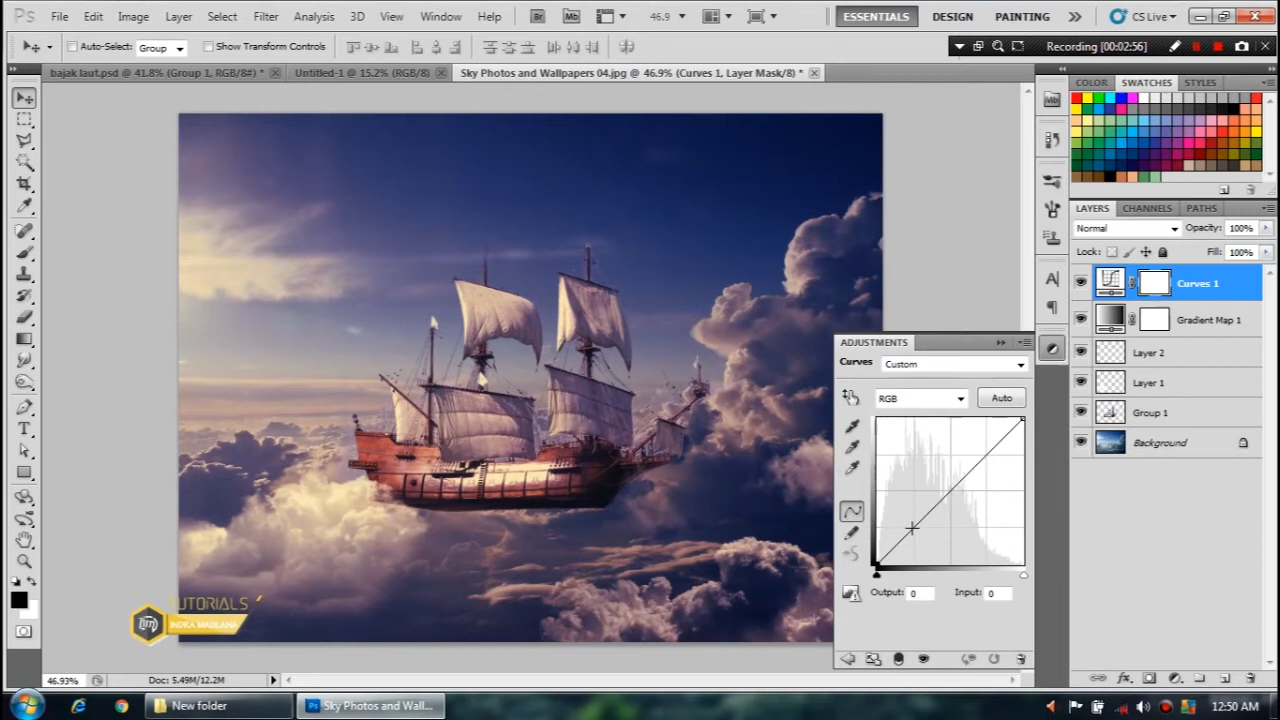 Ps File Edit Image Layer Select Filter Analysis 3D View Window Help Br Mb 46.9 ESSENTIALS DESIGN PAINTING CS Live
Auto-Select: Group Show Transform Controls Recording [00:02:56]
bajak laut.psd @ 41.8% (Group 1, RGB/8#) * Untitled-1 @ 15.2% (RGB/8) Sky Photos and Wallpapers 04.jpg @ 46.9% (Curves 1, Layer Mask/8) *
COLOR SWATCHES STYLES
Mb
LAYERS CHANNELS PATHS
Normal Opacity: 100%
Lock: Fill: 100%
Curves 1
Gradient Map 1
Layer 2
Layer 1
Group 1
Background
ADJUSTMENTS
Curves Custom
RGB Auto
Output: 0 Input: 0
TUTORIALS
INDRA MAULANA
46.93% Doc: 5.49M/12.2M
New folder Ps Sky Photos and Wall... 12:50 AM